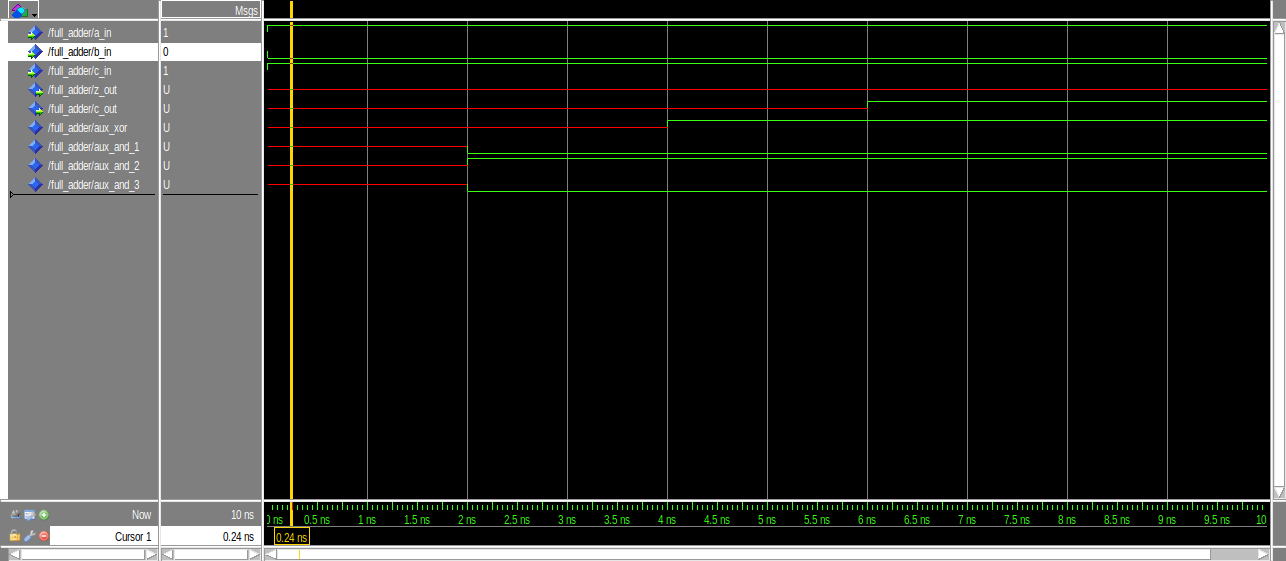 Msgs
/full_adder/a_in 1
/full_adder/b_in 0
/full_adder/c_in 1
/full_adder/z_out U
/full_adder/c_out U
/full_adder/aux_xor U
/full_adder/aux_and_1 U
/full_adder/aux_and_2 U
/full_adder/aux_and_3 U
Now 10 ns
ns 0.5 ns 1 ns 1.5 ns 2 ns 2.5 ns 3 ns 3.5 ns 4 ns 4.5 ns 5 ns 5.5 ns 6 ns 6.5 ns 7 ns 7.5 ns 8 ns 8.5 ns 9 ns 9.5 ns 10
Cursor 1 0.24 ns 0.24 ns